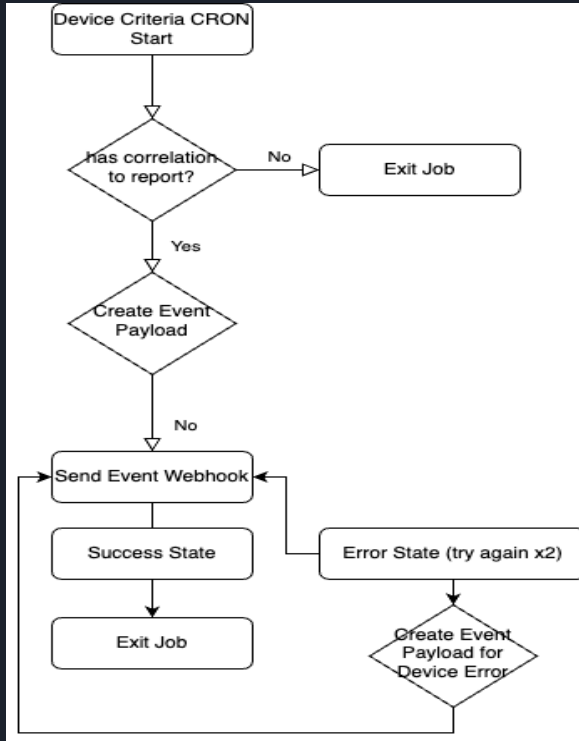 Device Criteria CRON
Start
has correlation
to report?
No
Exit Job
Yes
Create Event
Payload
No
Send Event Webhook
Success State
Error State (try again x2)
Exit Job
Create Event
Payload for
Device Error